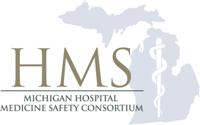 HMS
MICHIGAN HOSPITAL
MEDICINE SAFETY CONSORTIUM